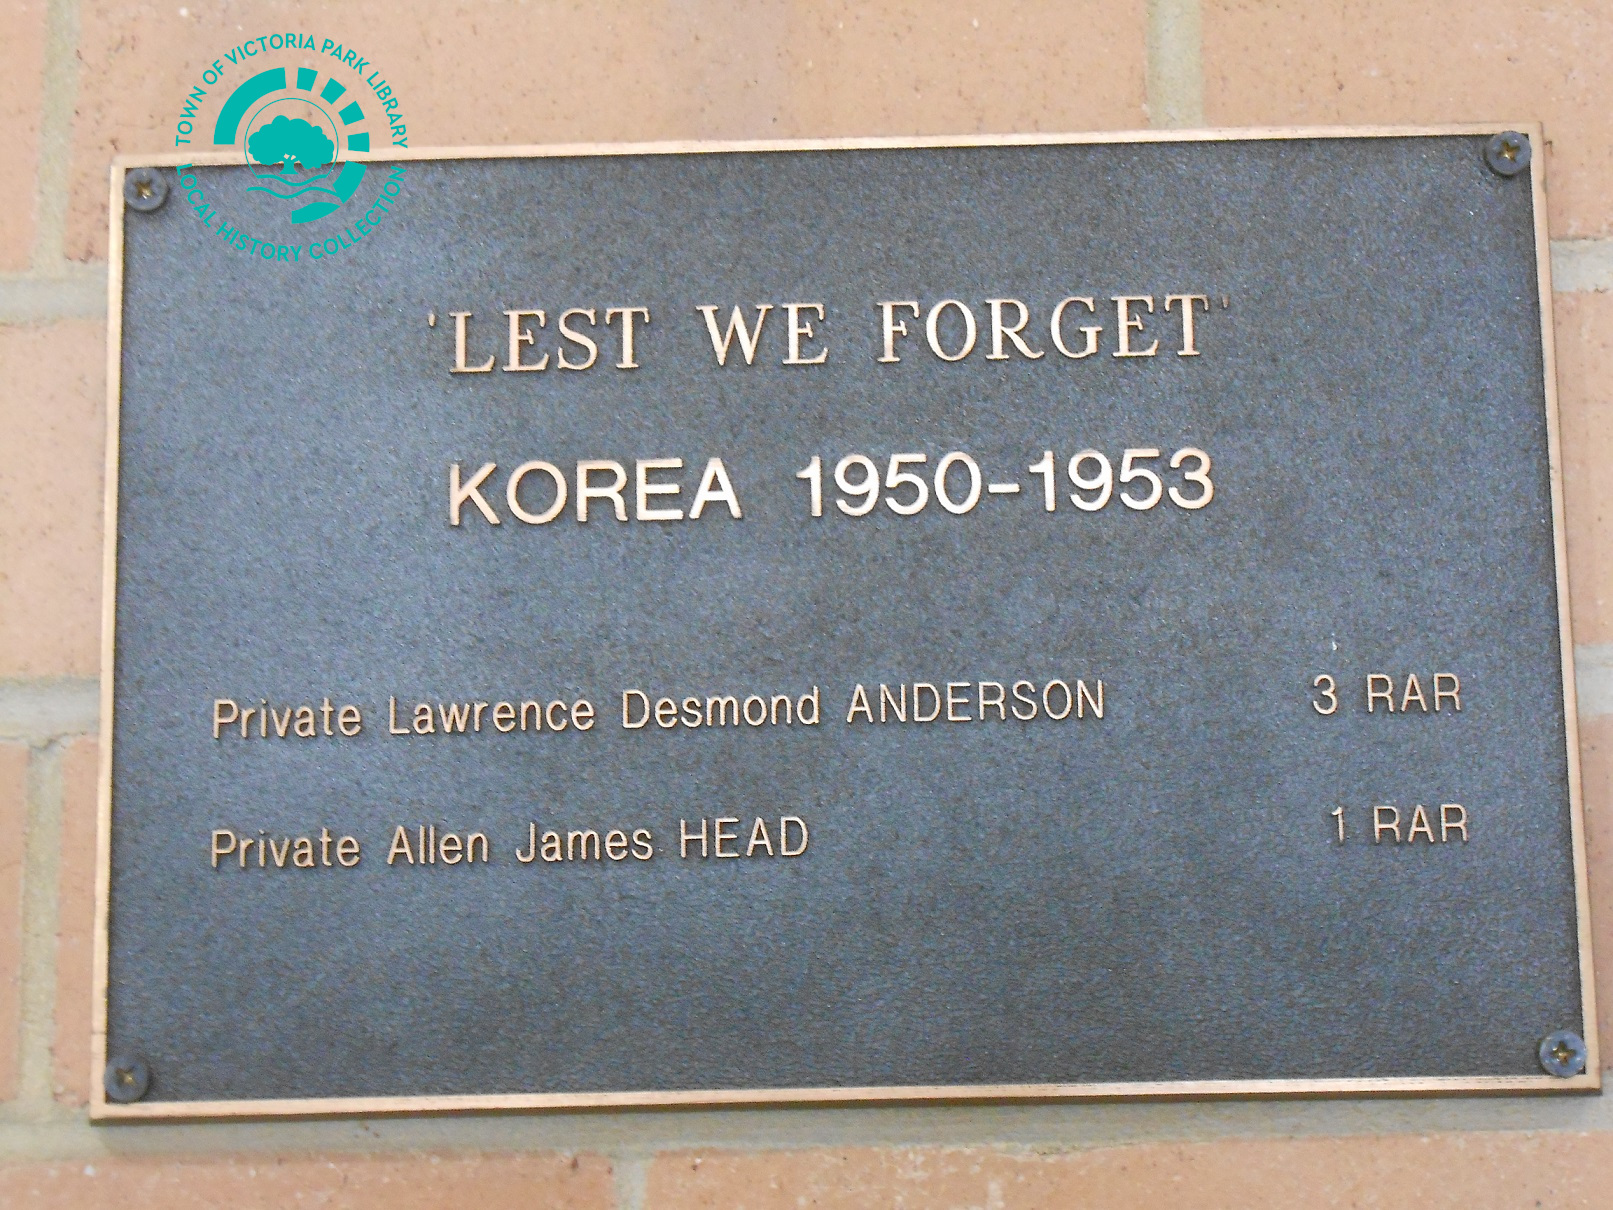 TOWN OF VICTORIA PARK LIBRARY
LOCAL HISTORY COLLECTION
'LEST WE FORGET'
KOREA 1950-1953
Private Lawrence Desmond ANDERSON 3 RAR
Private Allen James HEAD 1 RAR